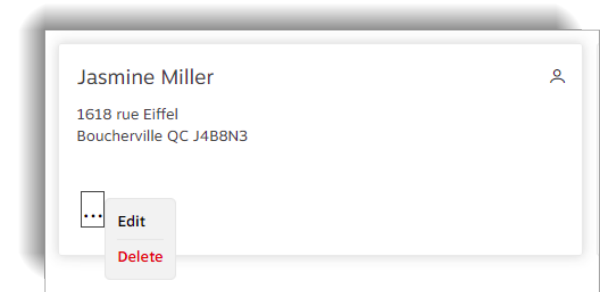 Jasmine Miller
1618 rue Eiffel
Boucherville QC J4B8N3
...
Edit
Delete